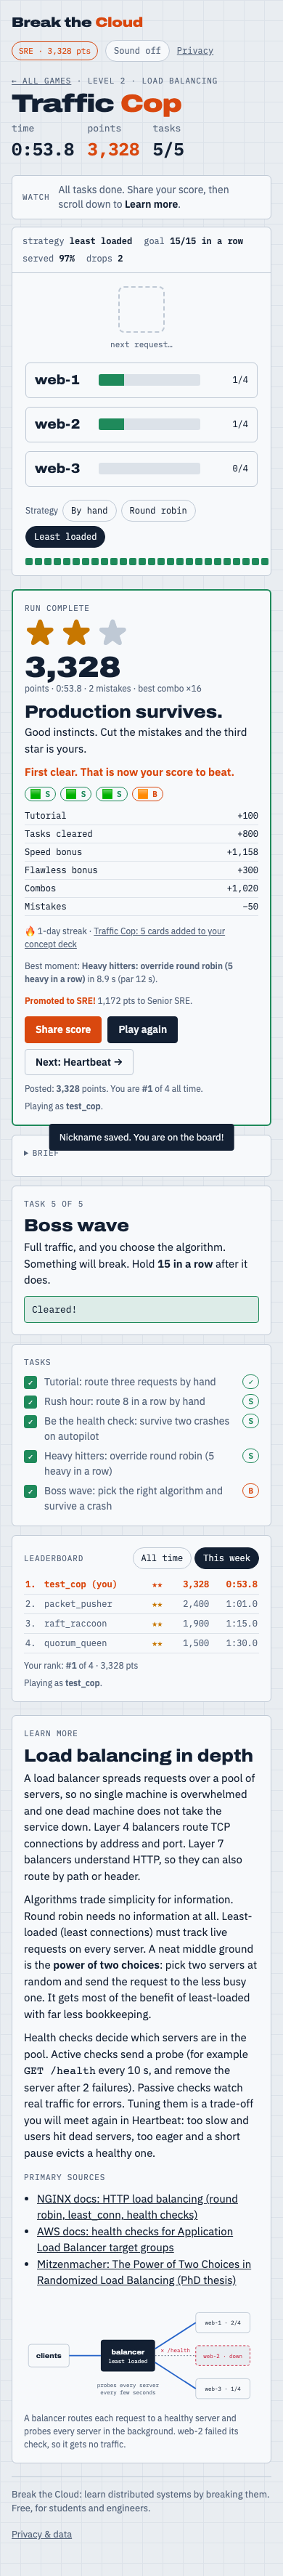 Break the Cloud
SRE · 3,328 pts
Sound off
Privacy
← ALL GAMES · LEVEL 2 · LOAD BALANCING
Traffic Cop
time points tasks
0:53.8 3,328 5/5
WATCH
All tasks done. Share your score, then
scroll down to Learn more.
strategy least loaded goal 15/15 in a row
served 97% drops 2
next request…
web-1 1/4
web-2 1/4
web-3 0/4
Strategy By hand Round robin
Least loaded
RUN COMPLETE
3,328
points · 0:53.8 · 2 mistakes · best combo ×16
Production survives.
Good instincts. Cut the mistakes and the third
star is yours.
First clear. That is now your score to beat.
S S S B
Tutorial +100
Tasks cleared +800
Speed bonus +1,158
Flawless bonus +300
Combos +1,020
Mistakes −50
1-day streak · Traffic Cop: 5 cards added to your
concept deck
Best moment: Heavy hitters: override round robin (5
heavy in a row) in 8.9 s (par 12 s).
Promoted to SRE! 1,172 pts to Senior SRE.
Share score
Play again
Next: Heartbeat →
Posted: 3,328 points. You are #1 of 4 all time.
Playing as test_cop.
Nickname saved. You are on the board!
BRIEF
TASK 5 OF 5
Boss wave
Full traffic, and you choose the algorithm.
Something will break. Hold 15 in a row after it
does.
Cleared!
TASKS
Tutorial: route three requests by hand ✓
Rush hour: route 8 in a row by hand S
Be the health check: survive two crashes S
on autopilot
Heavy hitters: override round robin (5 S
heavy in a row)
Boss wave: pick the right algorithm and B
survive a crash
LEADERBOARD All time This week
1. test_cop (you) ★★ 3,328 0:53.8
2. packet_pusher ★★ 2,400 1:01.0
3. raft_raccoon ★★ 1,900 1:15.0
4. quorum_queen ★★ 1,500 1:30.0
Your rank: #1 of 4 · 3,328 pts
Playing as test_cop.
LEARN MORE
Load balancing in depth
A load balancer spreads requests over a pool of
servers, so no single machine is overwhelmed
and one dead machine does not take the
service down. Layer 4 balancers route TCP
connections by address and port. Layer 7
balancers understand HTTP, so they can also
route by path or header.
Algorithms trade simplicity for information.
Round robin needs no information at all. Least-
loaded (least connections) must track live
requests on every server. A neat middle ground
is the power of two choices: pick two servers at
random and send the request to the less busy
one. It gets most of the benefit of least-loaded
with far less bookkeeping.
Health checks decide which servers are in the
pool. Active checks send a probe (for example
GET /health every 10 s, and remove the
server after 2 failures). Passive checks watch
real traffic for errors. Tuning them is a trade-off
you will meet again in Heartbeat: too slow and
users hit dead servers, too eager and a short
pause evicts a healthy one.
PRIMARY SOURCES
NGINX docs: HTTP load balancing (round
robin, least_conn, health checks)
AWS docs: health checks for Application
Load Balancer target groups
Mitzenmacher: The Power of Two Choices in
Randomized Load Balancing (PhD thesis)
web-1 · 2/4
clients
balancer
least loaded
× /health
web-2 · down
probes every server
every few seconds
web-3 · 1/4
A balancer routes each request to a healthy server and
probes every server in the background. web-2 failed its
check, so it gets no traffic.
Break the Cloud: learn distributed systems by breaking them.
Free, for students and engineers.
Privacy & data